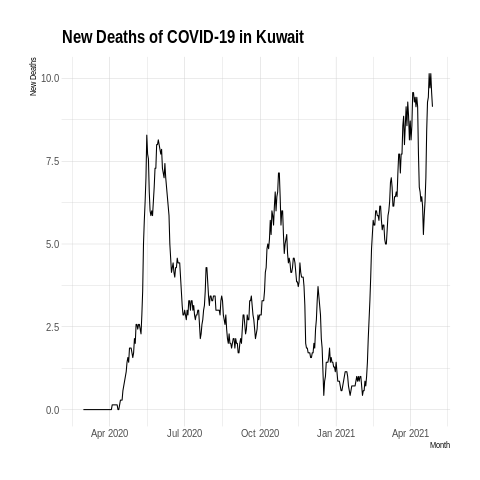 New Deaths of COVID-19 in Kuwait
New Deaths
10.0
7.5
5.0
2.5
0.0
Apr 2020 Jul 2020 Oct 2020 Jan 2021 Apr 2021
Month